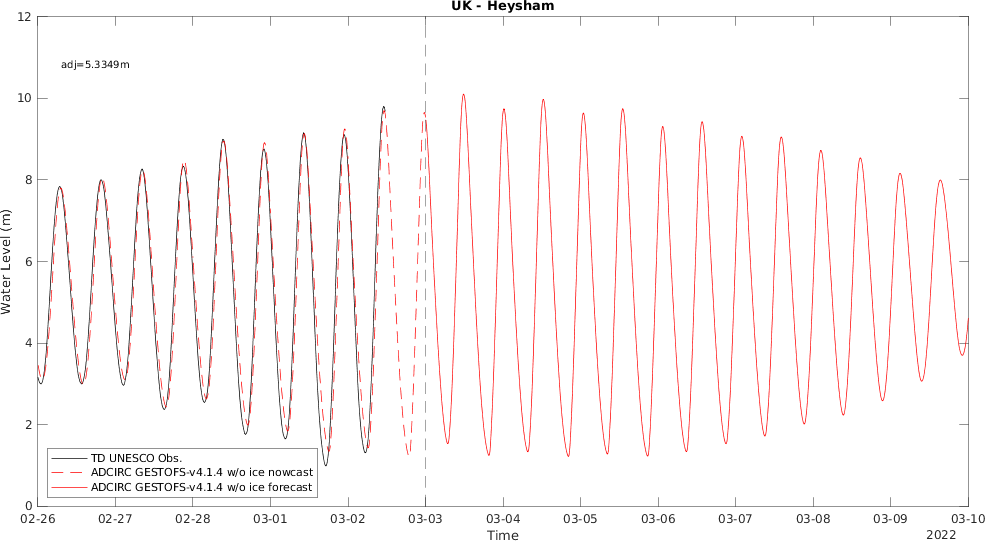 UK - Heysham
adj=5.3349m
12
10
8
6
4
2
0
Water Level (m)
TD UNESCO Obs.
ADCIRC GESTOFS-v4.1.4 w/o ice nowcast
ADCIRC GESTOFS-v4.1.4 w/o ice forecast
02-26 02-27 02-28 03-01 03-02 03-03 03-04 03-05 03-06 03-07 03-08 03-09 03-10
Time
2022